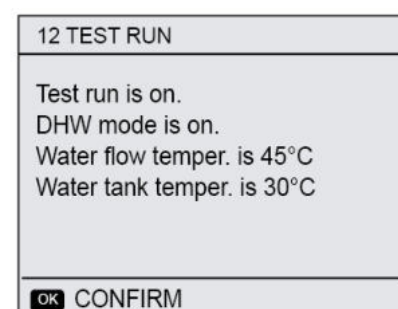 12 TEST RUN
Test run is on.
DHW mode is on.
Water flow temper. is 45°C
Water tank temper. is 30°C
OK CONFIRM